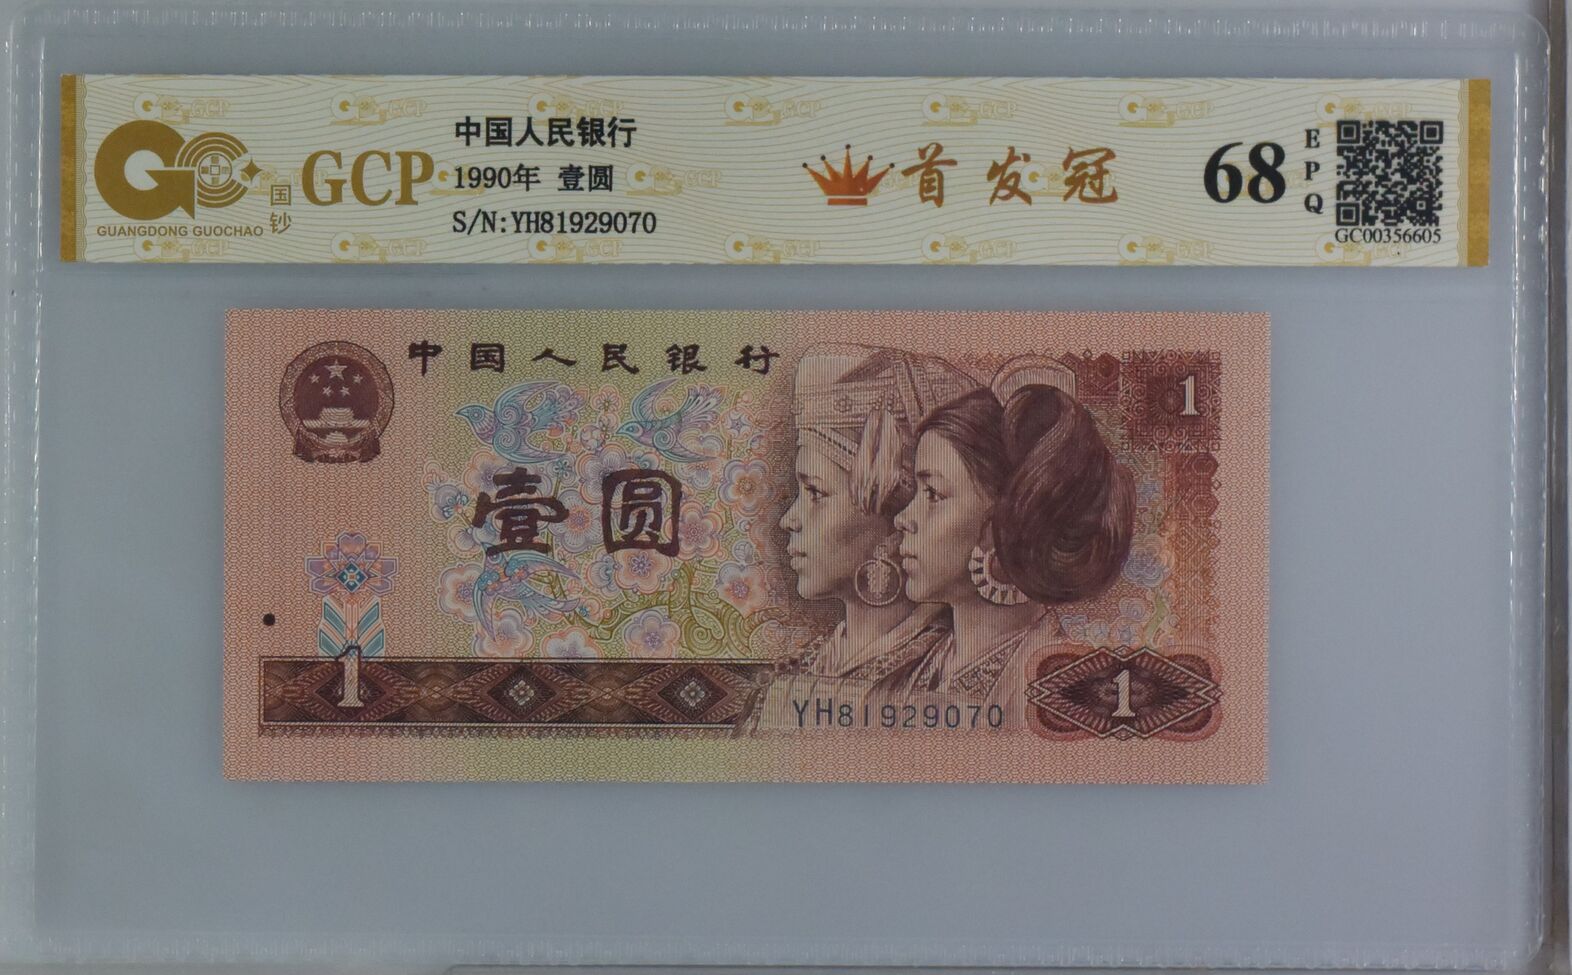 GUANGDONG GUOCHAO
国钞
GCP
中国人民银行
1990年 壹圆
S/N:YH81929070
首发冠
68
EPQ
GC00356605
中国人民银行
1
壹圆
1
YH81929070
1